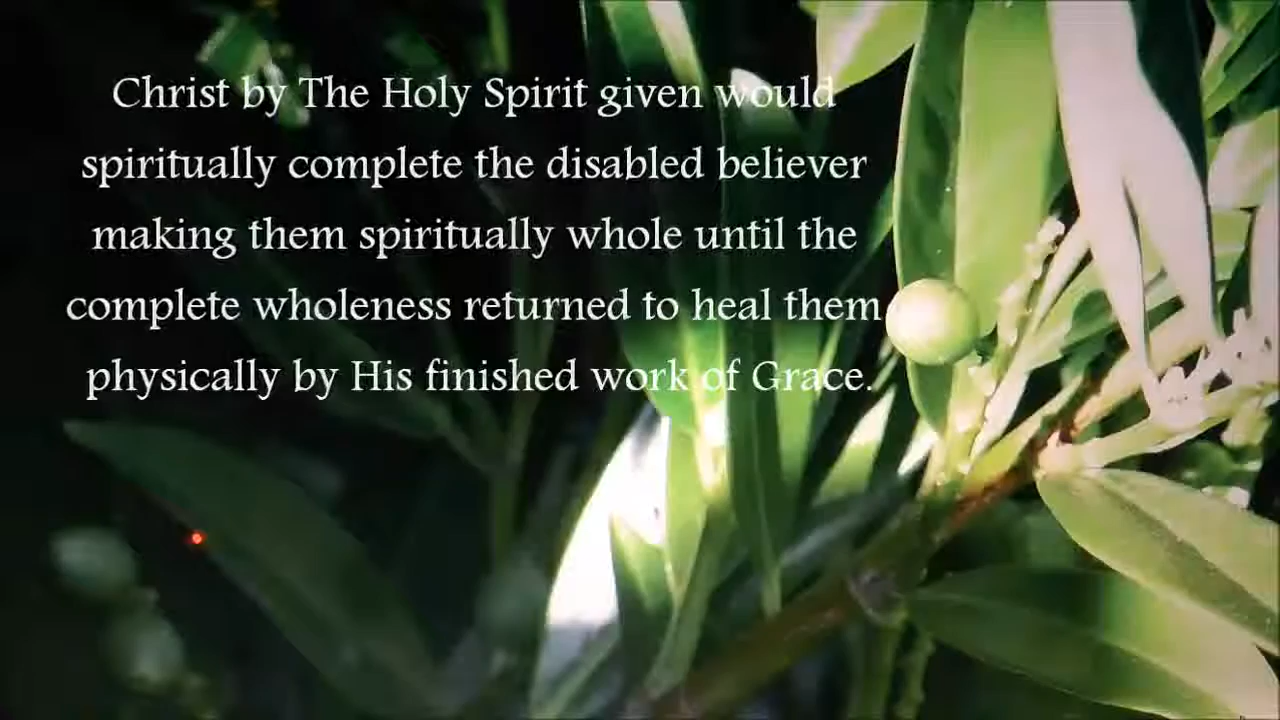 Christ by The Holy Spirit given would
spiritually complete the disabled believer
making them spiritually whole until the
complete wholeness returned to heal them
physically by His finished work of Grace.